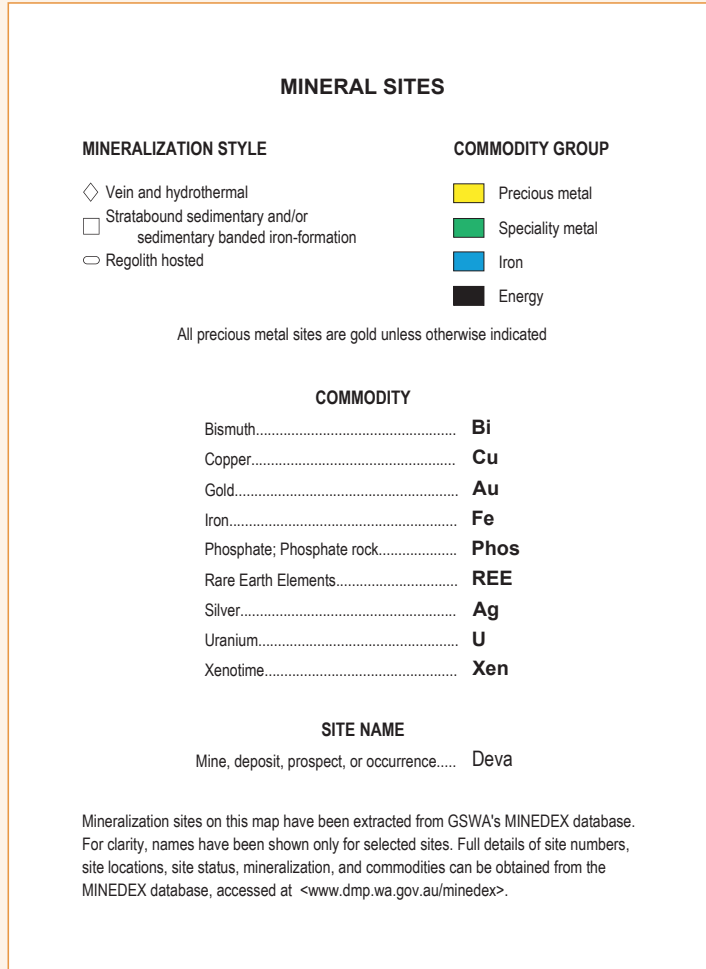 MINERAL SITES
MINERALIZATION STYLE
Vein and hydrothermal
Stratabound sedimentary and/or
sedimentary banded iron-formation
Regolith hosted
COMMODITY GROUP
Precious metal
Speciality metal
Iron
Energy
All precious metal sites are gold unless otherwise indicated
COMMODITY
Bismuth.................................................. Bi
Copper................................................... Cu
Gold........................................................ Au
Iron......................................................... Fe
Phosphate; Phosphate rock................... Phos
Rare Earth Elements.............................. REE
Silver...................................................... Ag
Uranium.................................................. U
Xenotime................................................ Xen
SITE NAME
Mine, deposit, prospect, or occurrence..... Deva
Mineralization sites on this map have been extracted from GSWA's MINEDEX database.
For clarity, names have been shown only for selected sites. Full details of site numbers,
site locations, site status, mineralization, and commodities can be obtained from the
MINEDEX database, accessed at <www.dmp.wa.gov.au/minedex>.